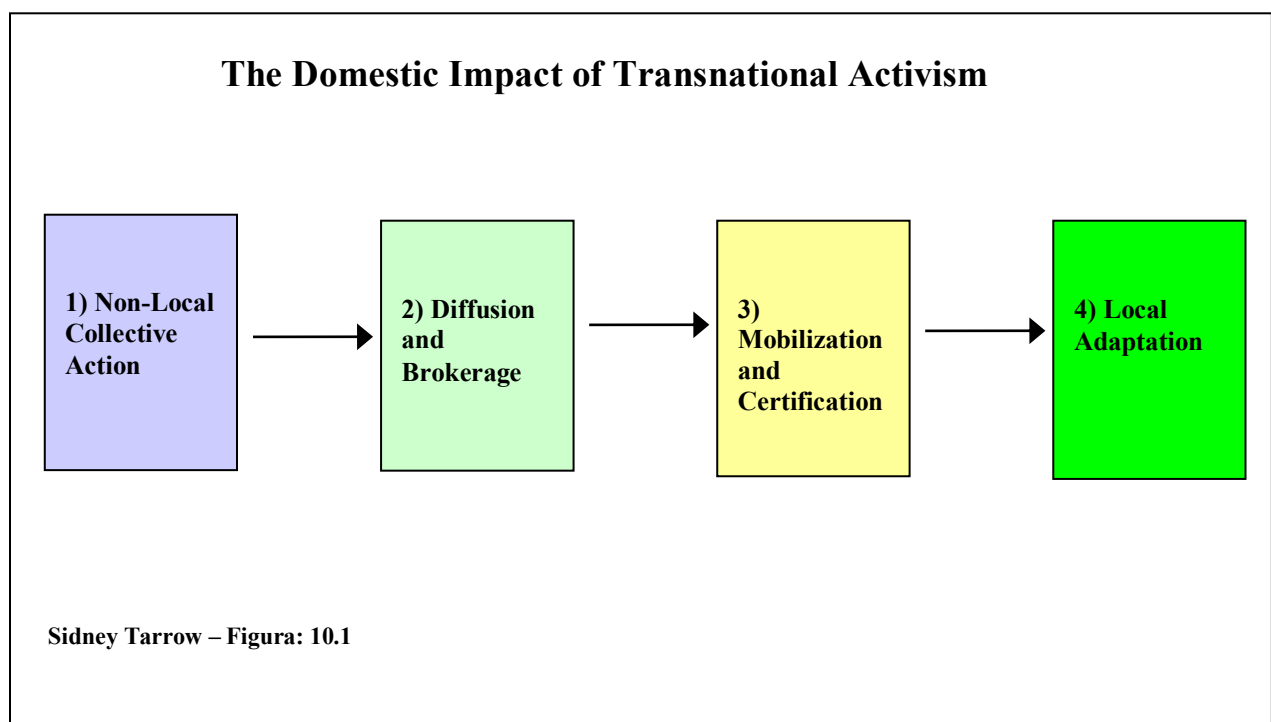 The Domestic Impact of Transnational Activism
1) Non-Local
Collective
Action
2) Diffusion
and
Brokerage
3)
Mobilization
and
Certification
4) Local
Adaptation
Sidney Tarrow – Figura: 10.1